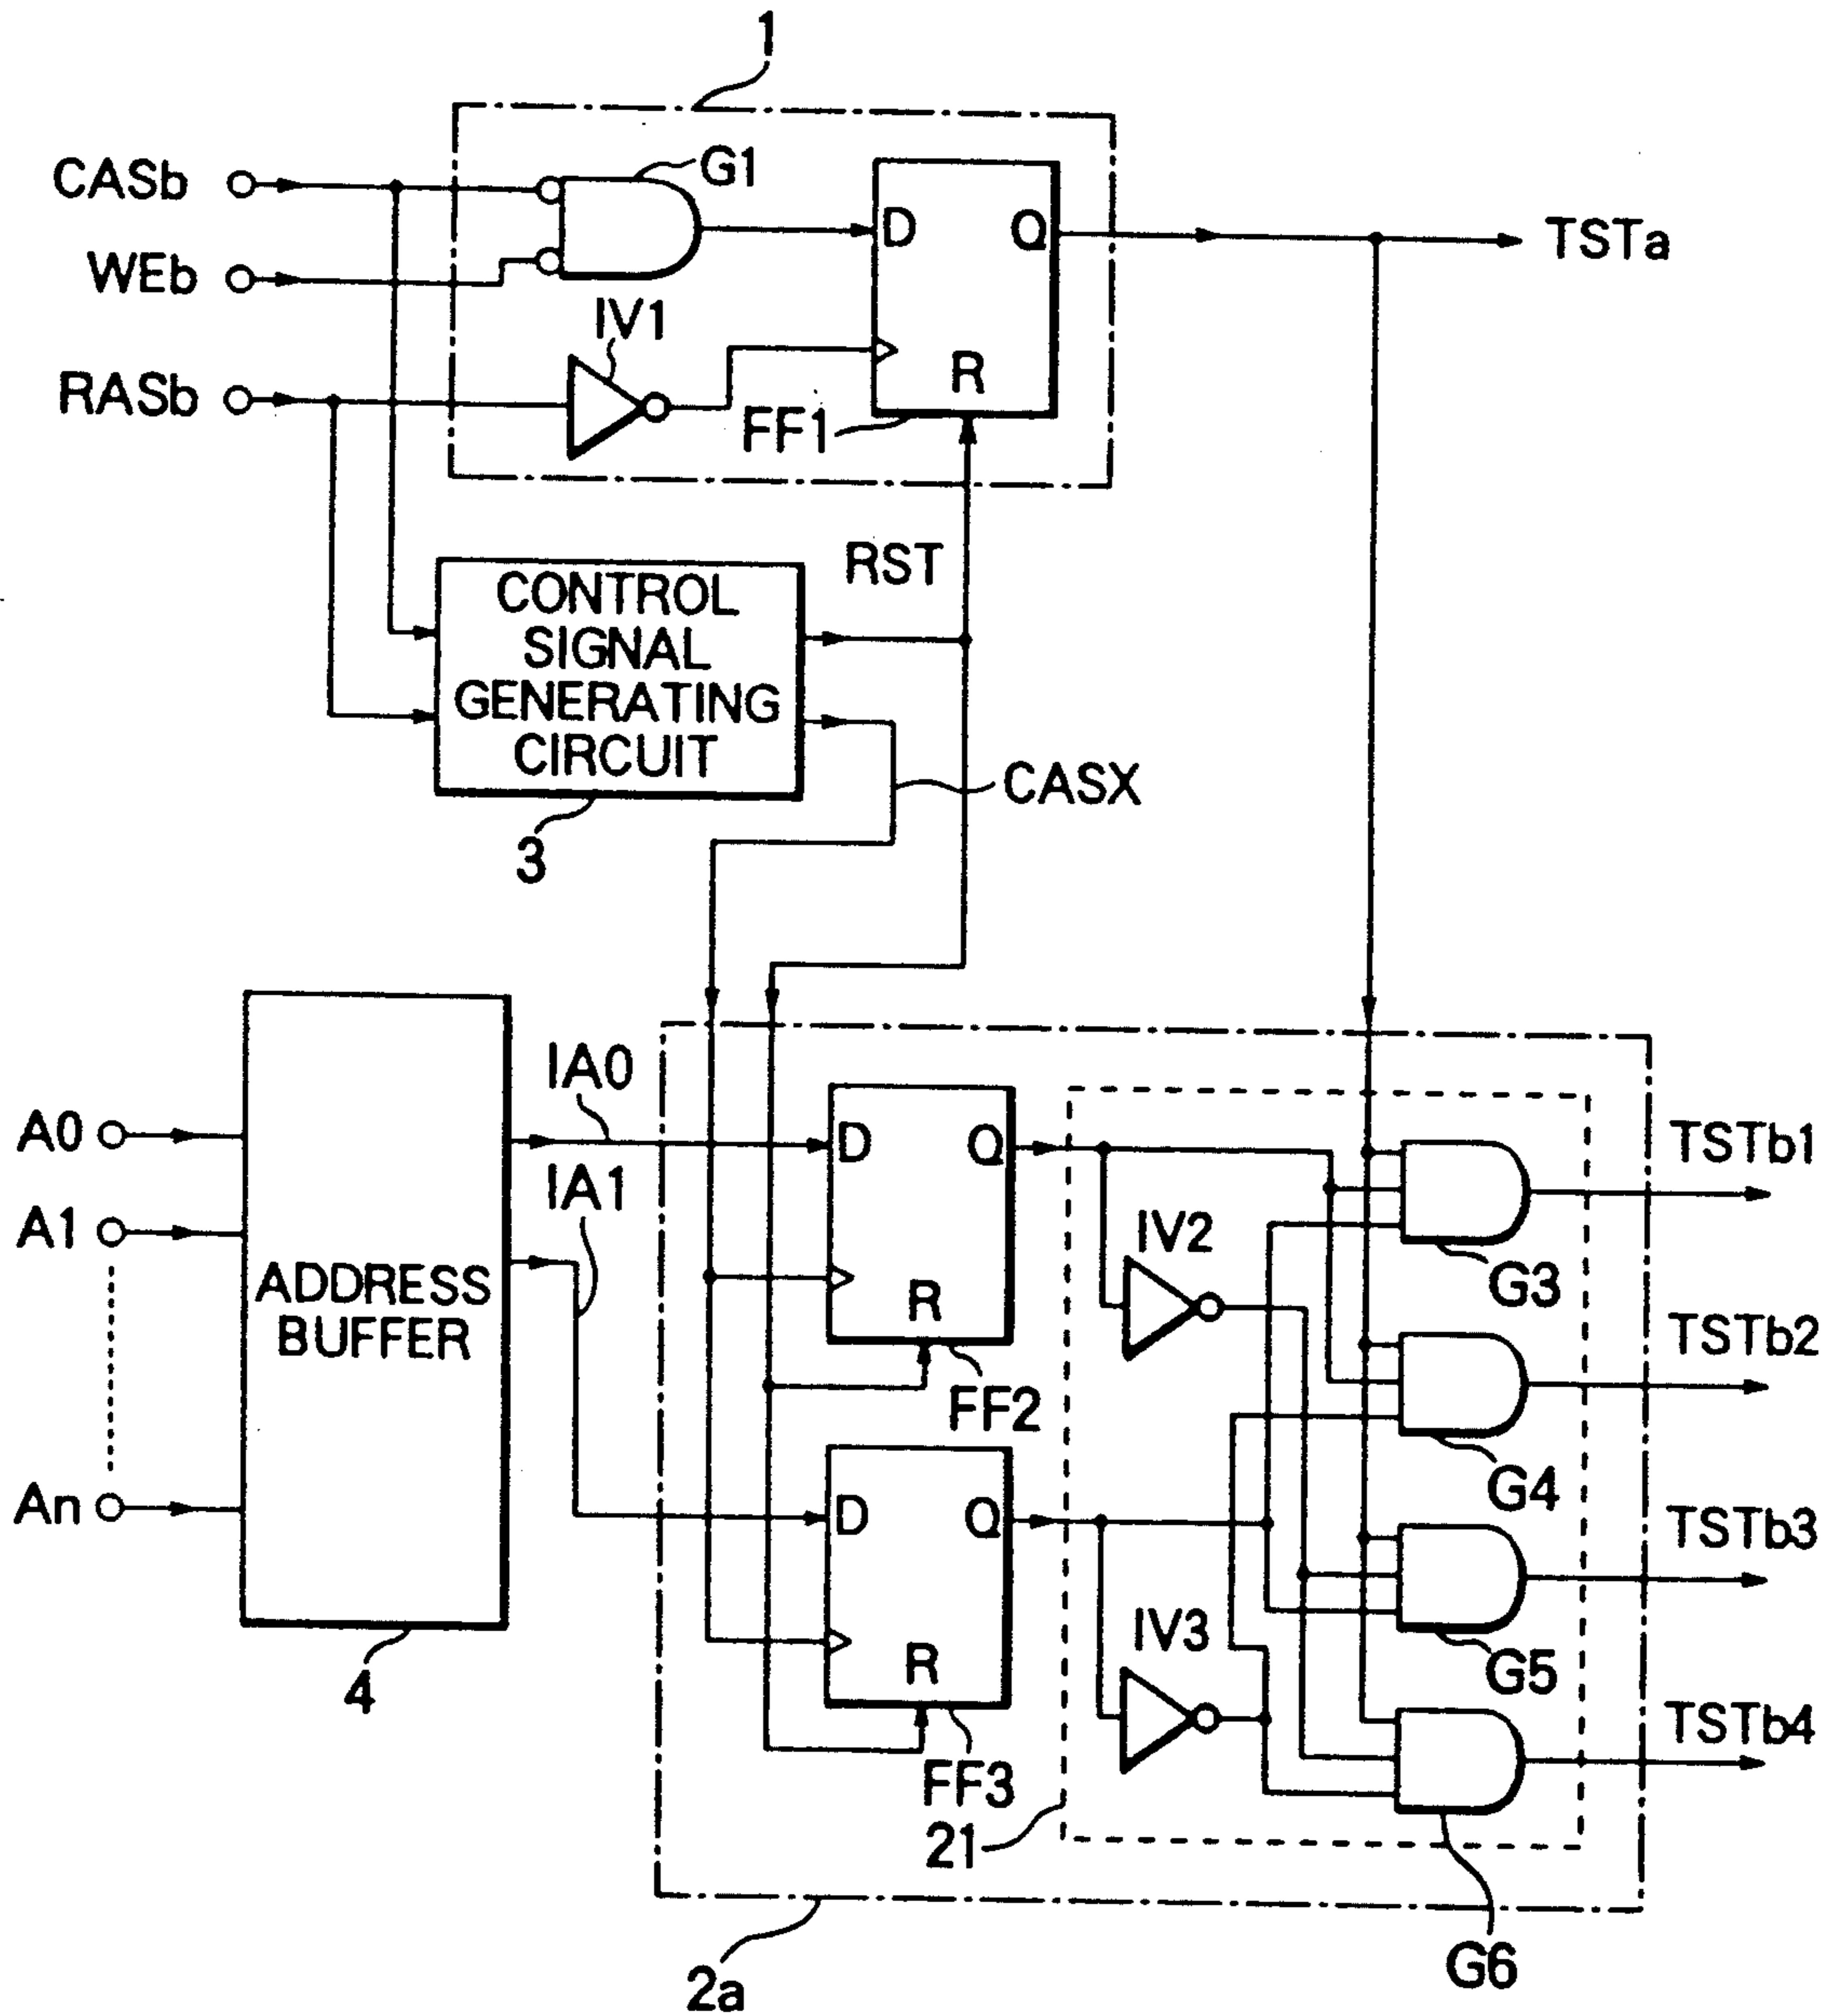 1
CASb
G1
D
Q
TSTa
WEb
IV1
RASb
R
FF1
RST
CONTROL
SIGNAL
GENERATING
CIRCUIT
CASX
3
IA0
A0
D
Q
TSTb1
IA1
A1
IV2
G3
ADDRESS
BUFFER
R
TSTb2
FF2
G4
An
D
Q
TSTb3
IV3
R
G5
4
TSTb4
FF3
21
G6
2a